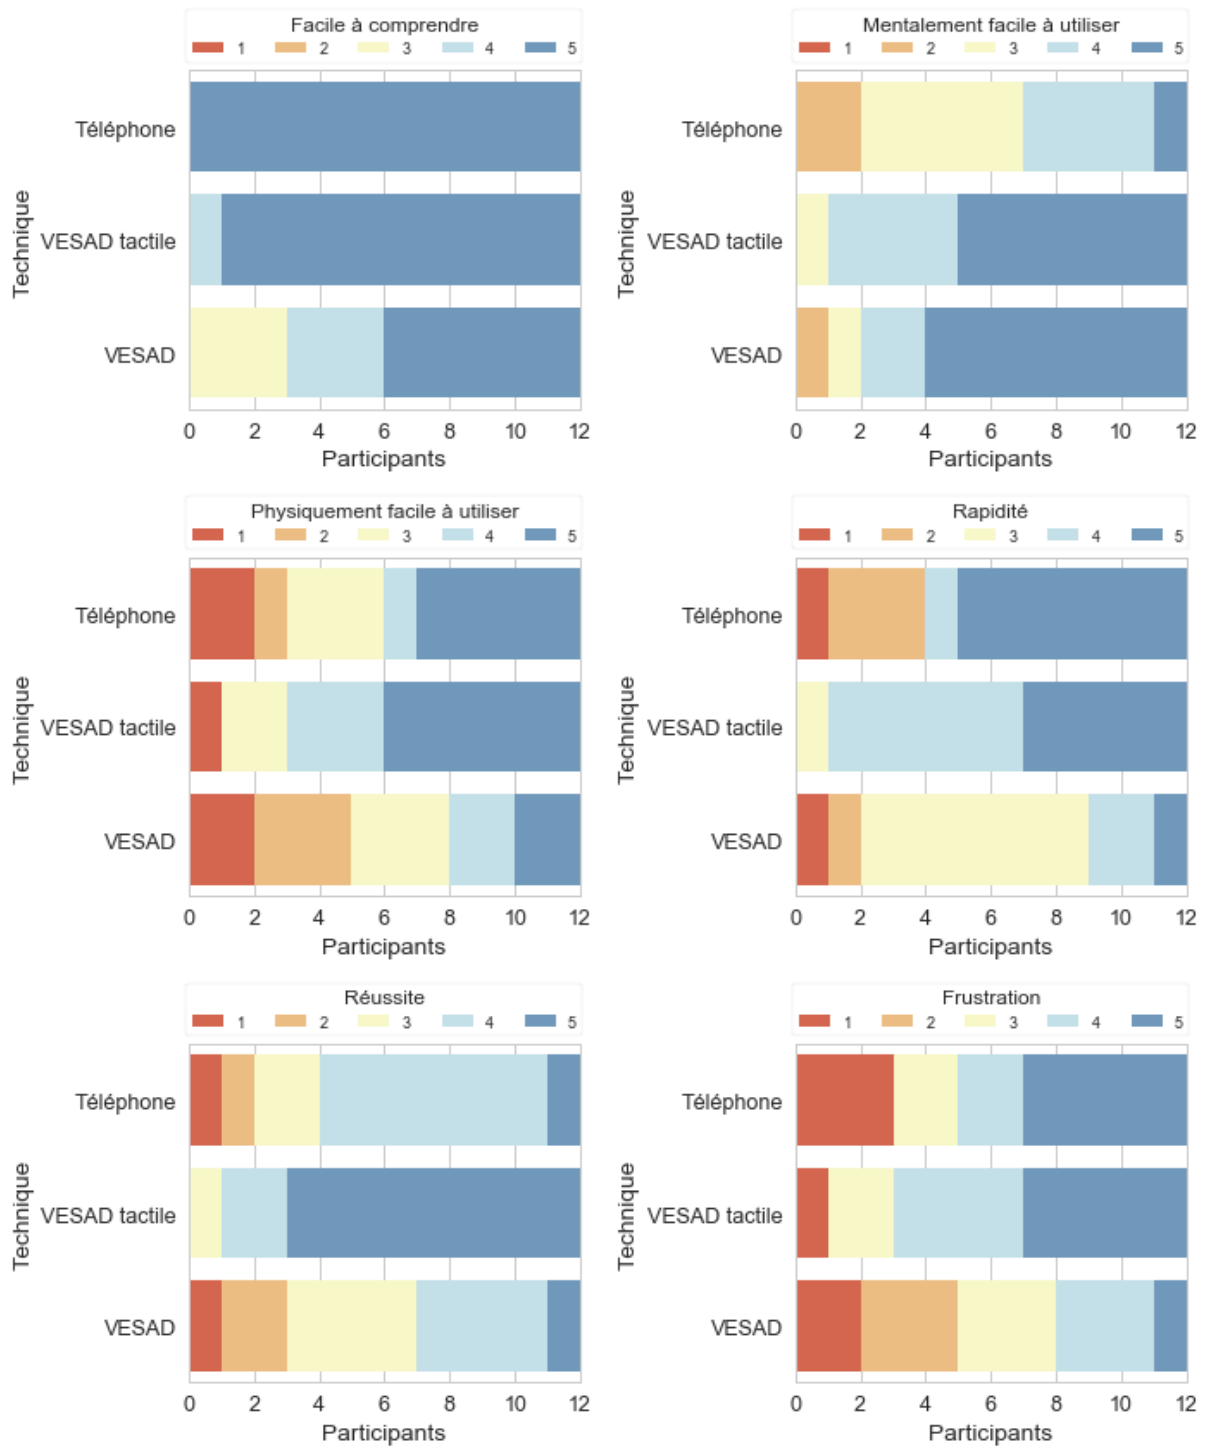 Facile à comprendre
1 2 3 4 5
Technique
Téléphone
VESAD tactile
VESAD
0 2 4 6 8 10 12
Participants
Mentalement facile à utiliser
1 2 3 4 5
Technique
Téléphone
VESAD tactile
VESAD
0 2 4 6 8 10 12
Participants
Physiquement facile à utiliser
1 2 3 4 5
Technique
Téléphone
VESAD tactile
VESAD
0 2 4 6 8 10 12
Participants
Rapidité
1 2 3 4 5
Technique
Téléphone
VESAD tactile
VESAD
0 2 4 6 8 10 12
Participants
Réussite
1 2 3 4 5
Technique
Téléphone
VESAD tactile
VESAD
0 2 4 6 8 10 12
Participants
Frustration
1 2 3 4 5
Technique
Téléphone
VESAD tactile
VESAD
0 2 4 6 8 10 12
Participants